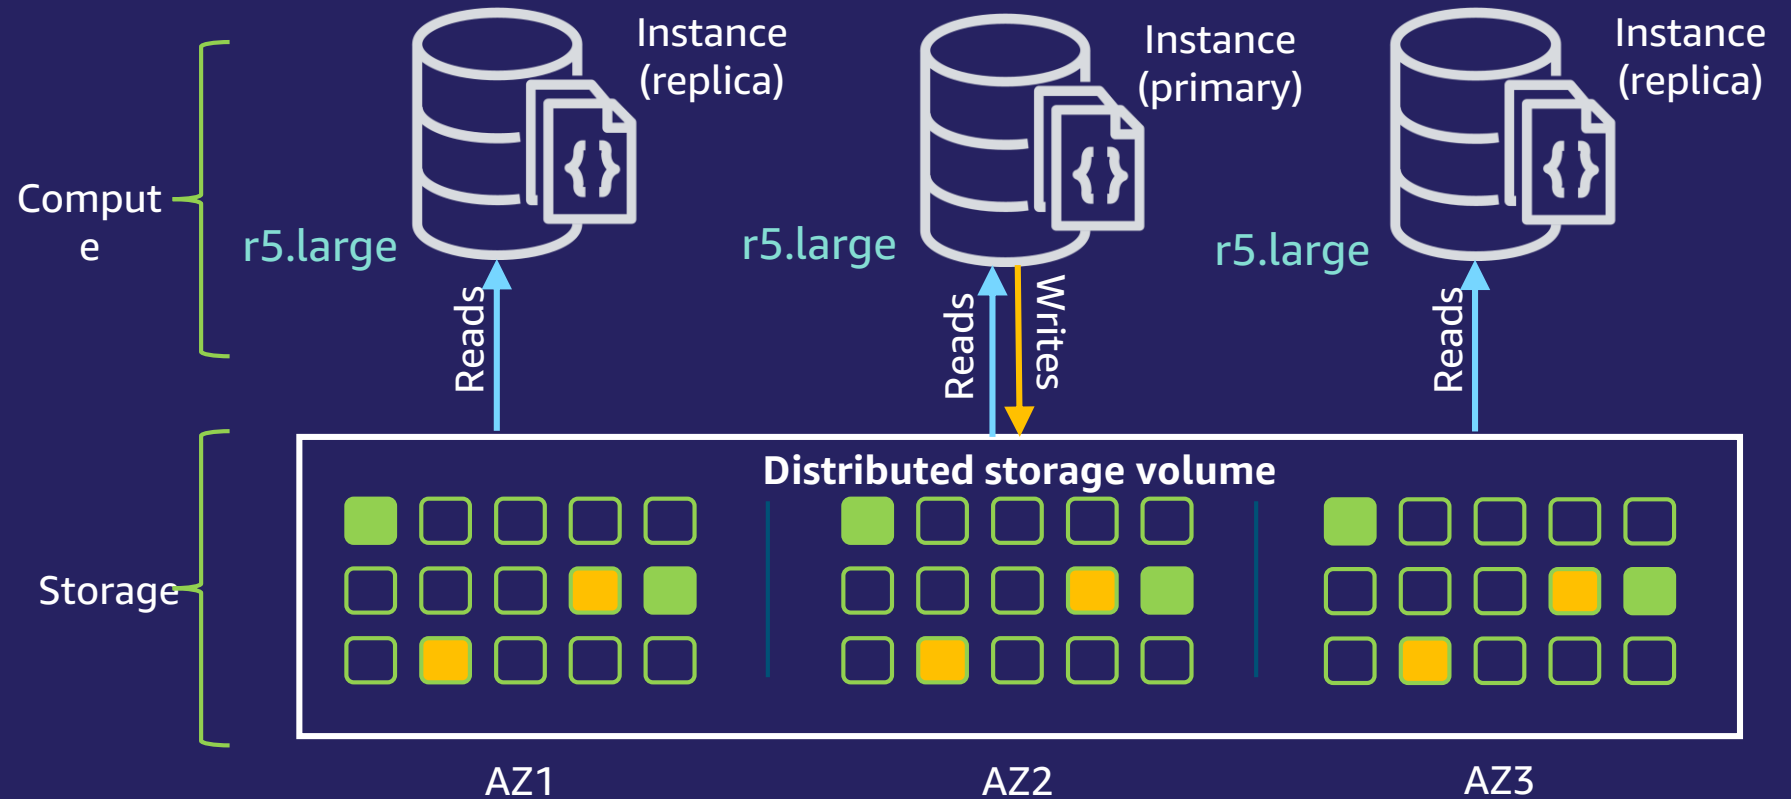 Instance
(replica)
Instance
(primary)
Instance
(replica)
Comput
e
{}
{}
{}
r5.large
r5.large
r5.large
Reads
Reads
Writes
Reads
Distributed storage volume
Storage
AZ1
AZ2
AZ3